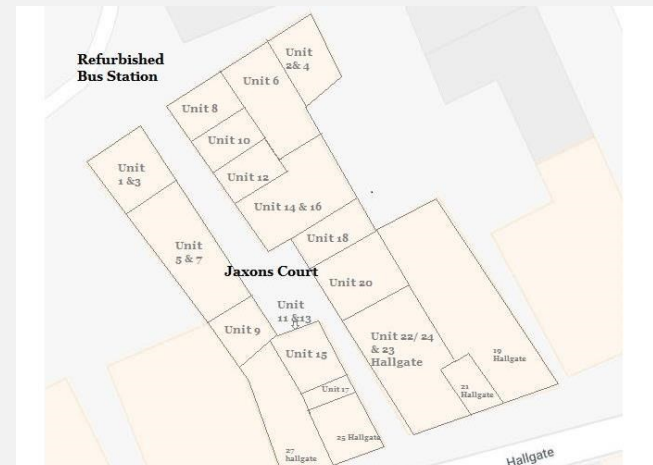 Refurbished
Bus Station
Unit
2& 4
Unit 6
Unit 8
Unit 10
Unit 12
Unit
1 &3
Unit 14 & 16
Unit 18
Unit
5 & 7
Jaxons Court
Unit 20
Unit
11 &13
Unit 9
Unit 15
Unit 22/ 24
& 23
Hallgate
19
Hallgate
Unit 17
21
Hallgate
25 Hallgate
27
hallgate
Hallgate